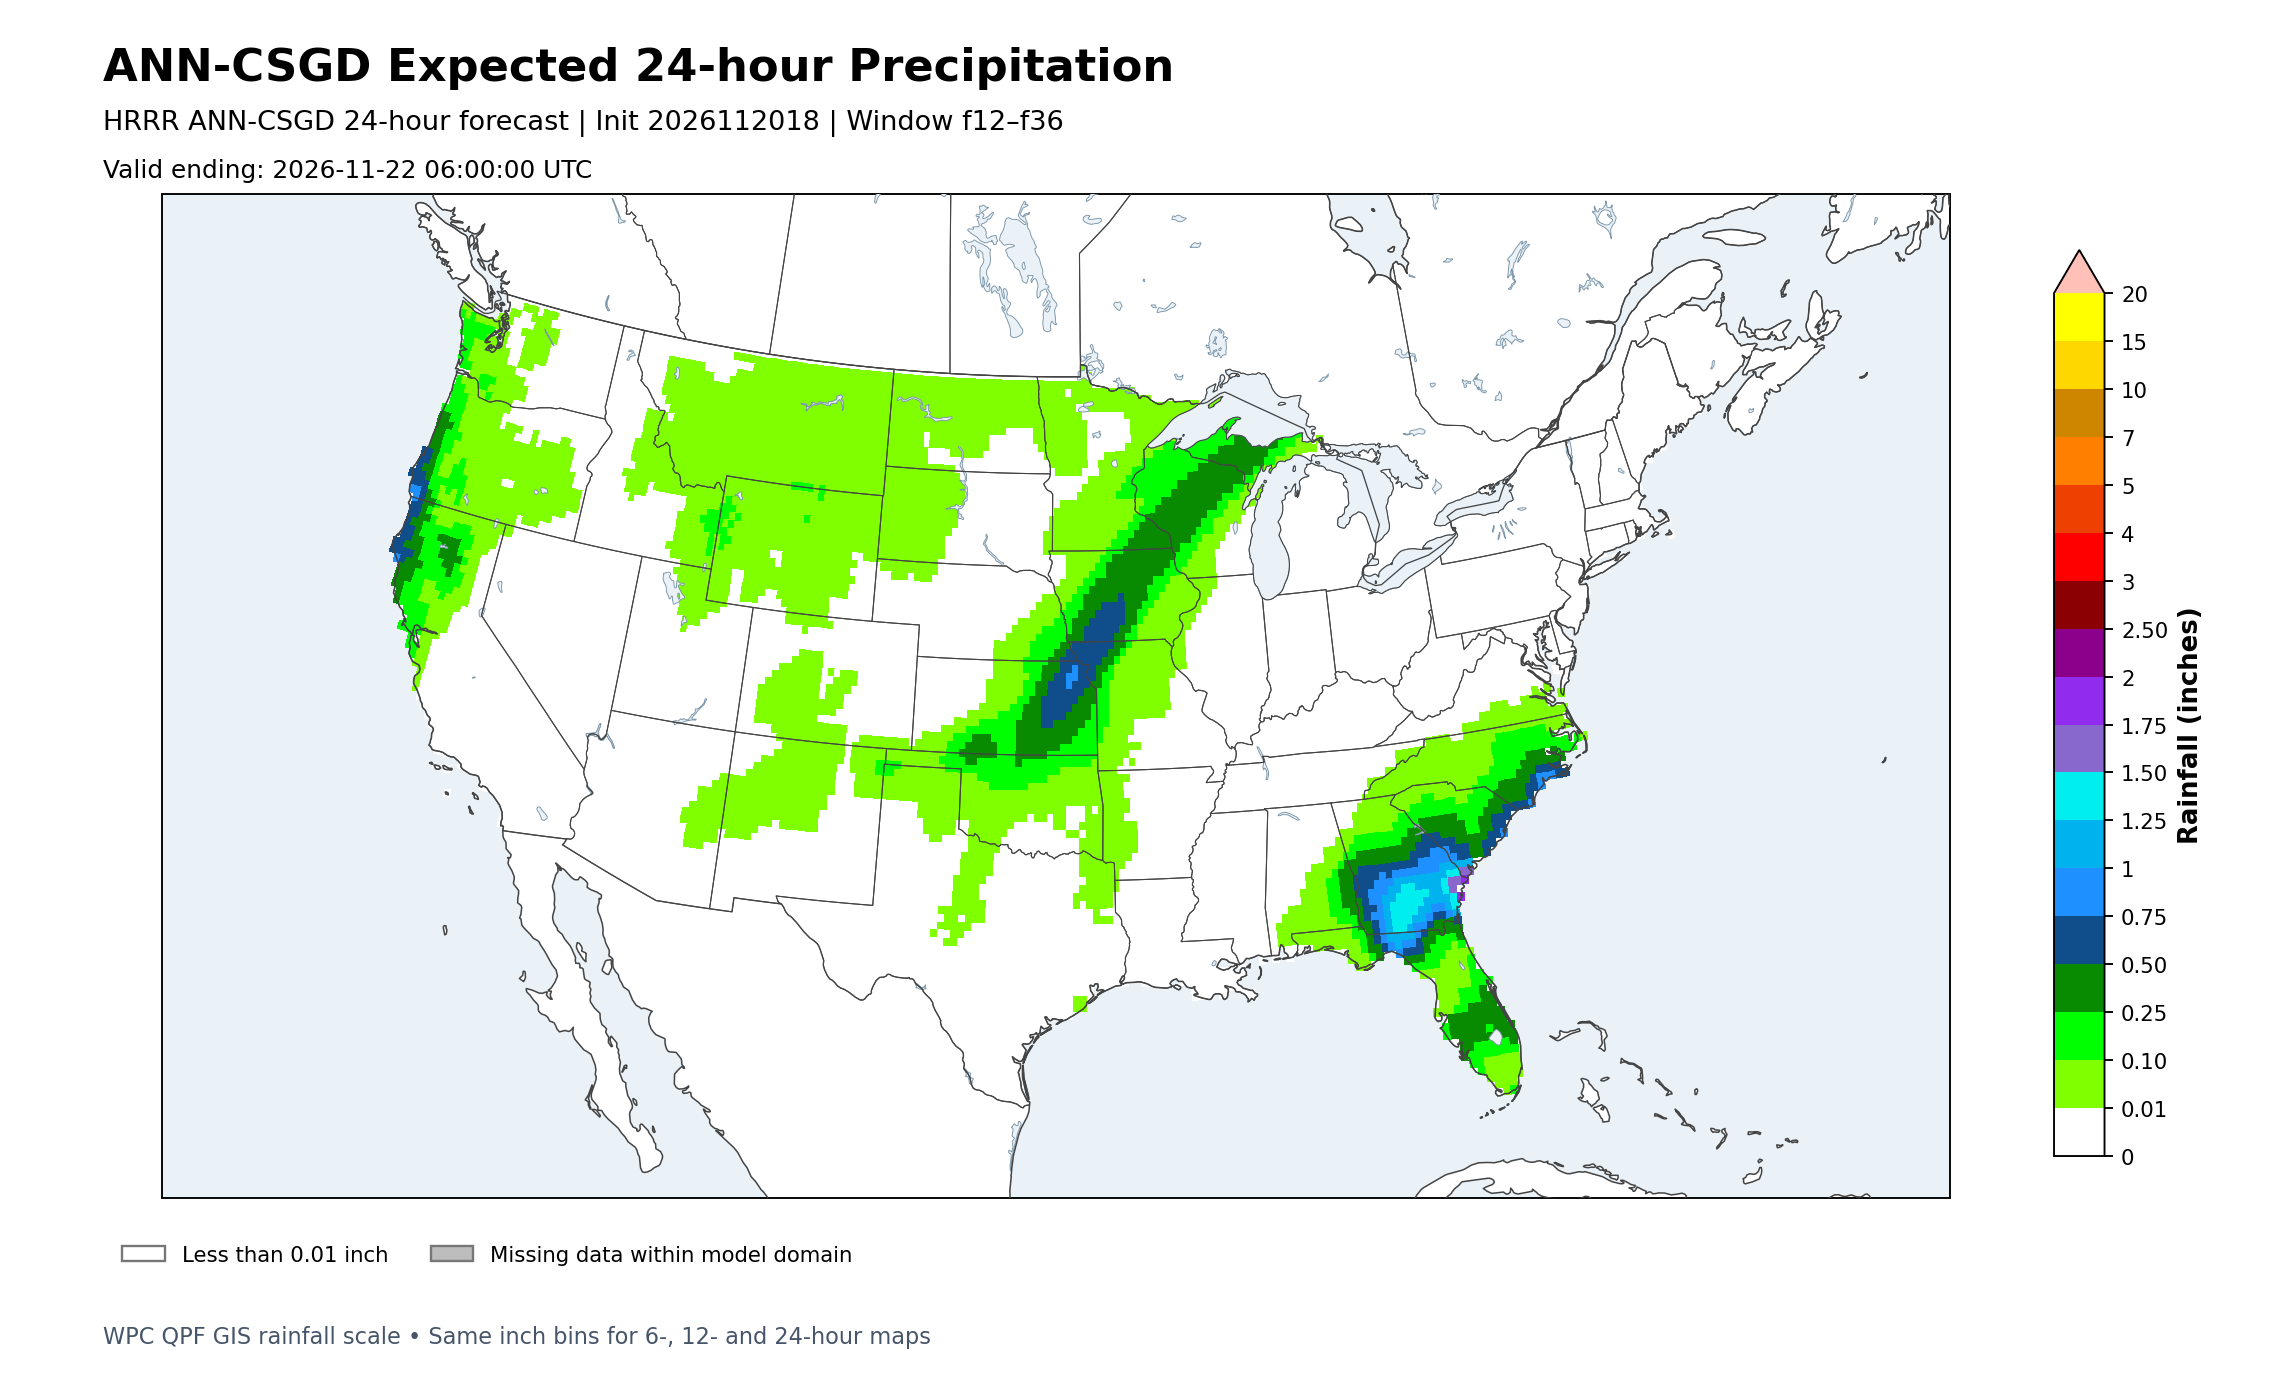 ANN-CSGD Expected 24-hour Precipitation
HRRR ANN-CSGD 24-hour forecast | Init 2026112018 | Window f12–f36
Valid ending: 2026-11-22 06:00:00 UTC
20
15
10
7
5
4
3
2.50
2
1.75
1.50
1.25
1
0.75
0.50
0.25
0.10
0.01
0
Rainfall (inches)
Less than 0.01 inch
Missing data within model domain
WPC QPF GIS rainfall scale • Same inch bins for 6-, 12- and 24-hour maps